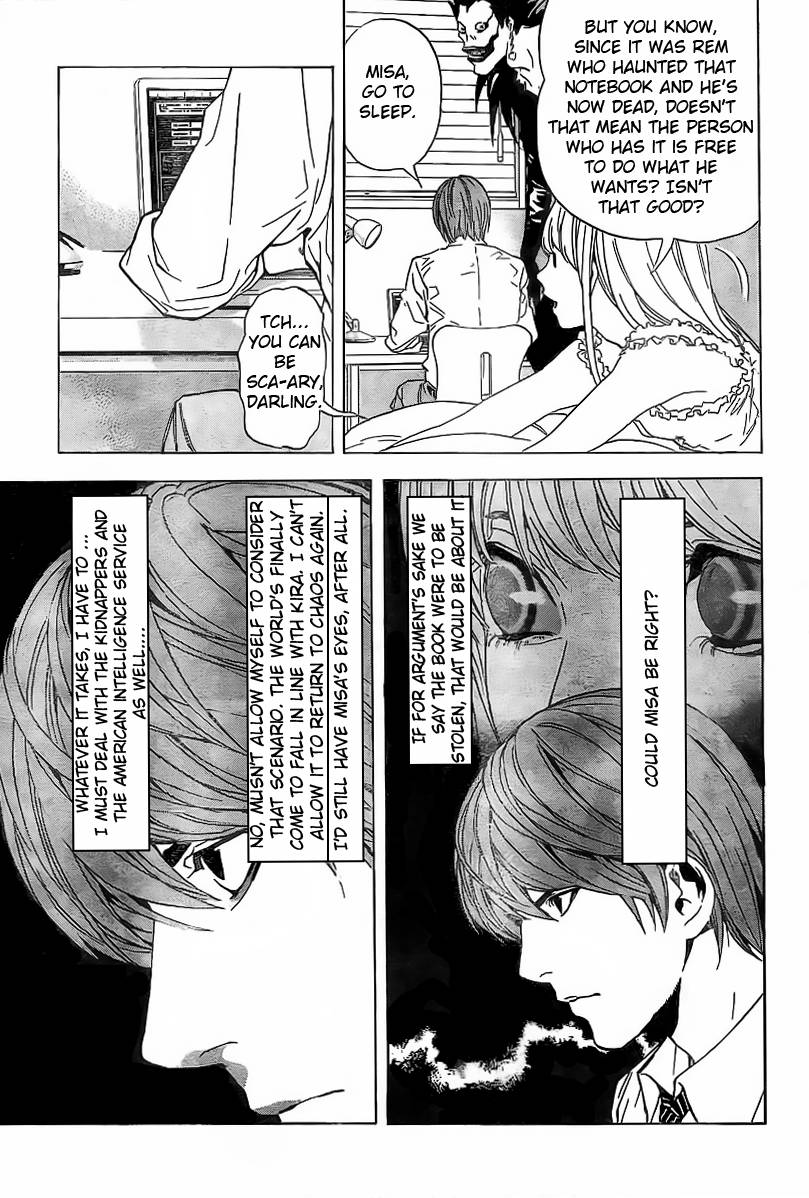 BUT YOU KNOW,
SINCE IT WAS REM
WHO HAUNTED THAT
NOTEBOOK AND HE'S
NOW DEAD, DOESN'T
THAT MEAN THE PERSON
WHO HAS IT IS FREE
TO DO WHAT HE
WANTS? ISN'T
THAT GOOD?
MISA,
GO TO
SLEEP.
TCH...
YOU CAN
BE
SCA-ARY,
DARLING.
COULD MISA BE RIGHT?
IF FOR ARGUMENT'S SAKE WE
SAY THE BOOK WERE TO BE
STOLEN, THAT WOULD BE ABOUT IT
NO, MUSN'T ALLOW MYSELF TO CONSIDER
THAT SCENARIO. THE WORLD'S FINALLY
COME TO FALL IN LINE WITH KIRA. I CAN'T
ALLOW IT TO RETURN TO CHAOS AGAIN.
I'D STILL HAVE MISA'S EYES, AFTER ALL.
WHATEVER IT TAKES, I HAVE TO ...
I MUST DEAL WITH THE KIDNAPPERS AND
THE AMERICAN INTELLIGENCE SERVICE
AS WELL....